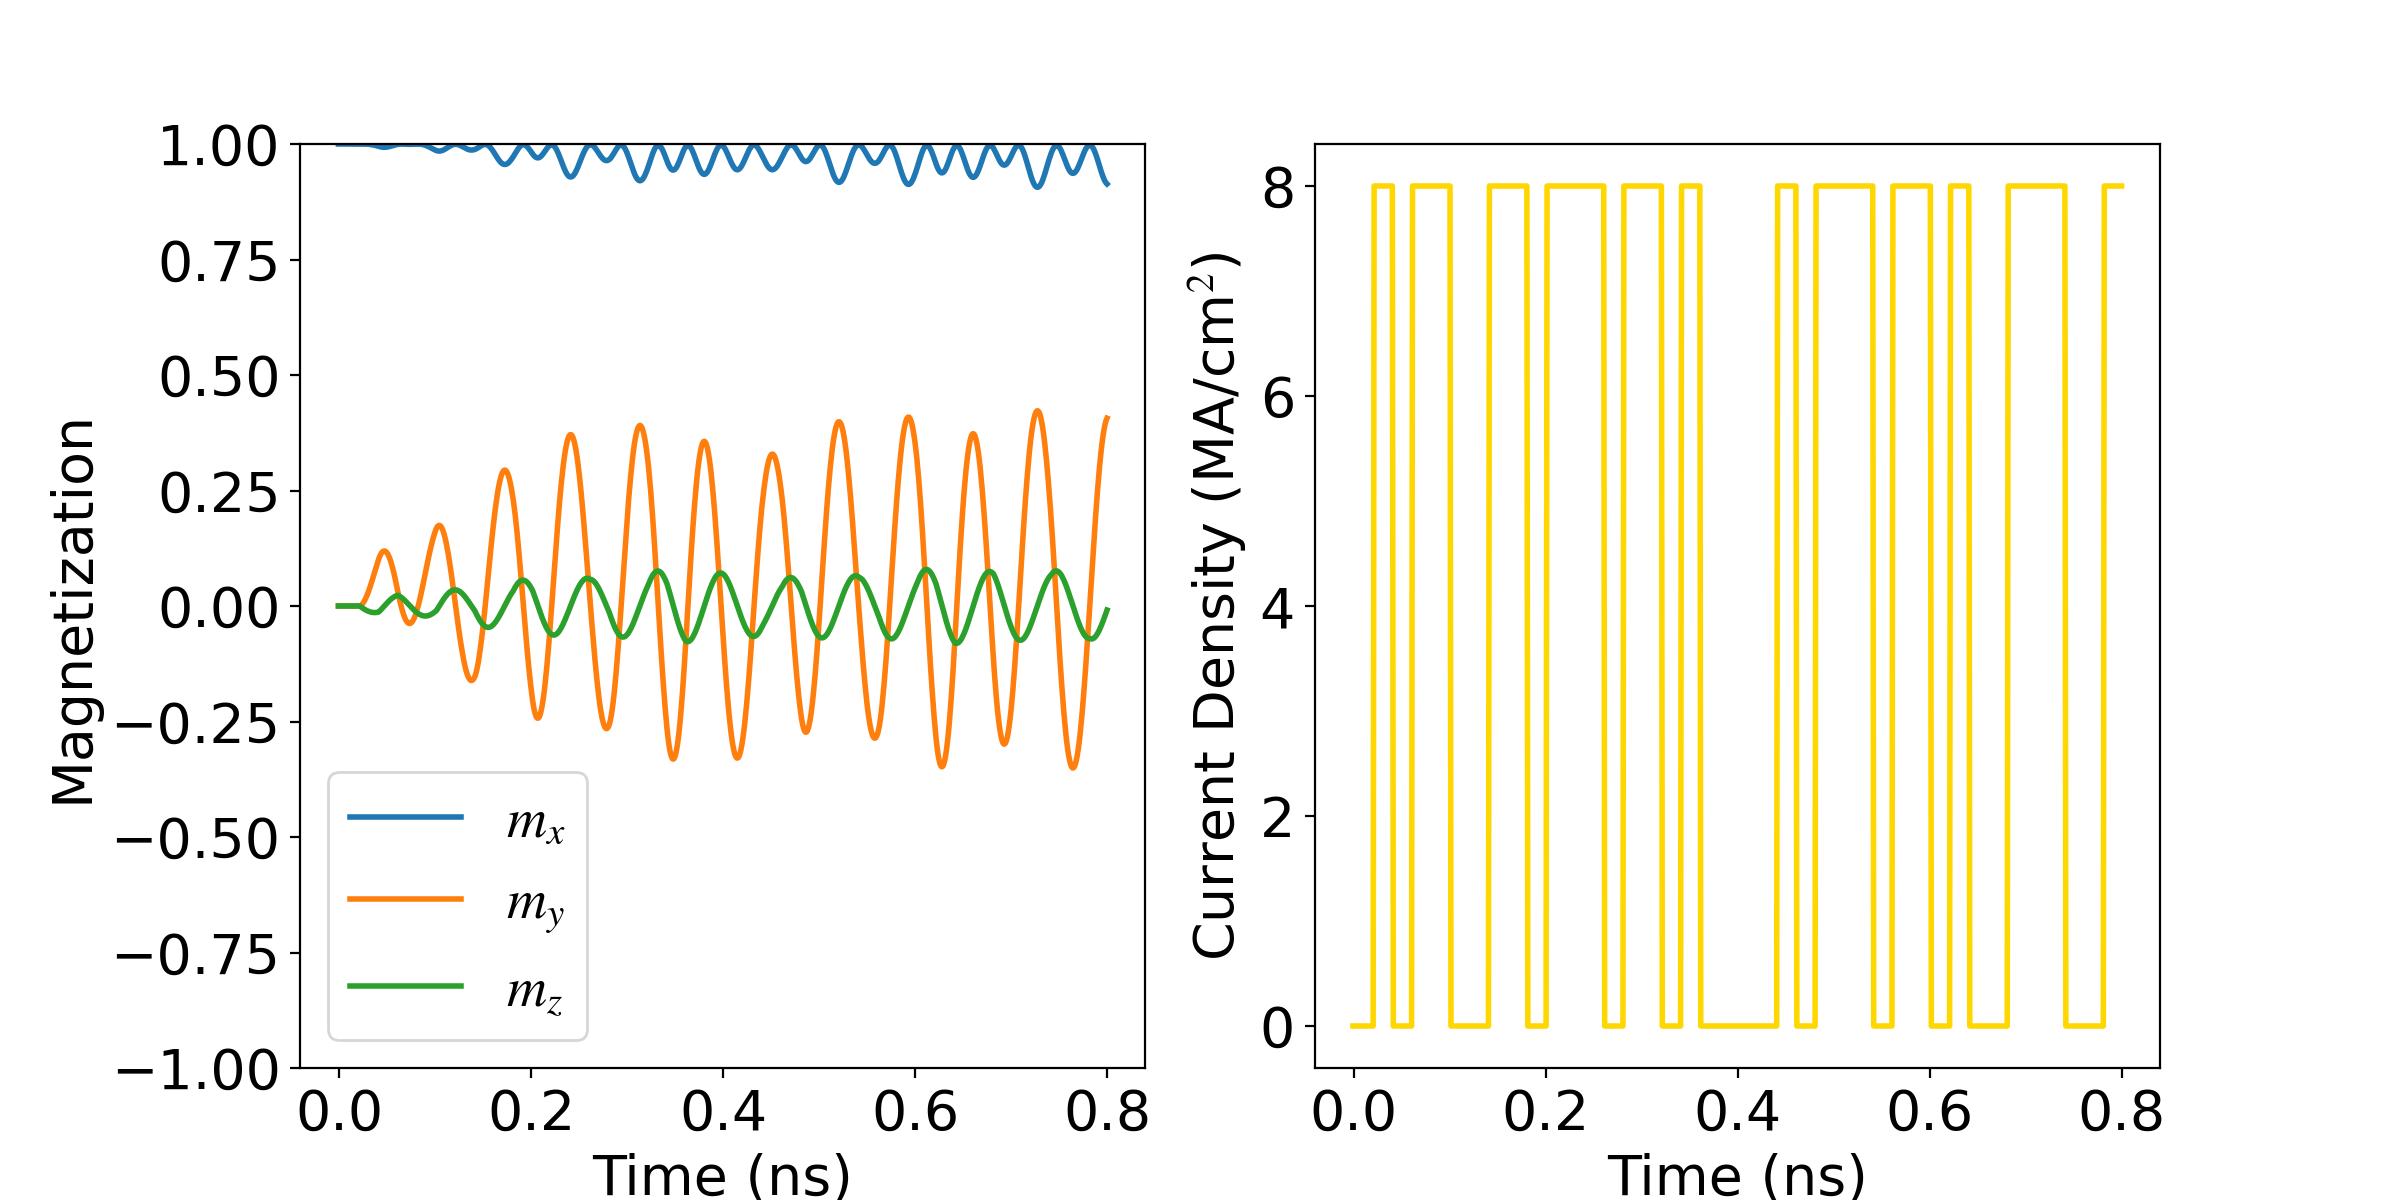 Magnetization
1.00
0.75
0.50
0.25
0.00
−0.25
−0.50
−0.75
−1.00
m_x
m_y
m_z
0.0 0.2 0.4 0.6 0.8
Time (ns)
Current Density (MA/cm²)
8
6
4
2
0
0.0 0.2 0.4 0.6 0.8
Time (ns)